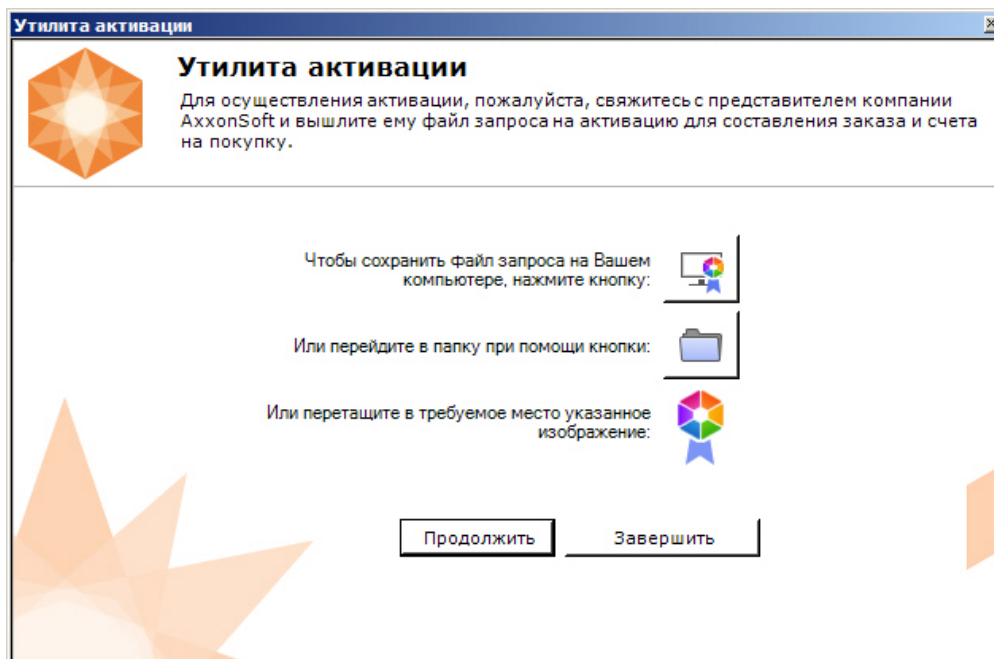 Утилита активации
Утилита активации
Для осуществления активации, пожалуйста, свяжитесь с представителем компании
AxxonSoft и вышлите ему файл запроса на активацию для составления заказа и счета
на покупку.
Чтобы сохранить файл запроса на Вашем
компьютере, нажмите кнопку:
Или перейдите в папку при помощи кнопки:
Или перетащите в требуемое место указанное
изображение:
Продолжить
Завершить